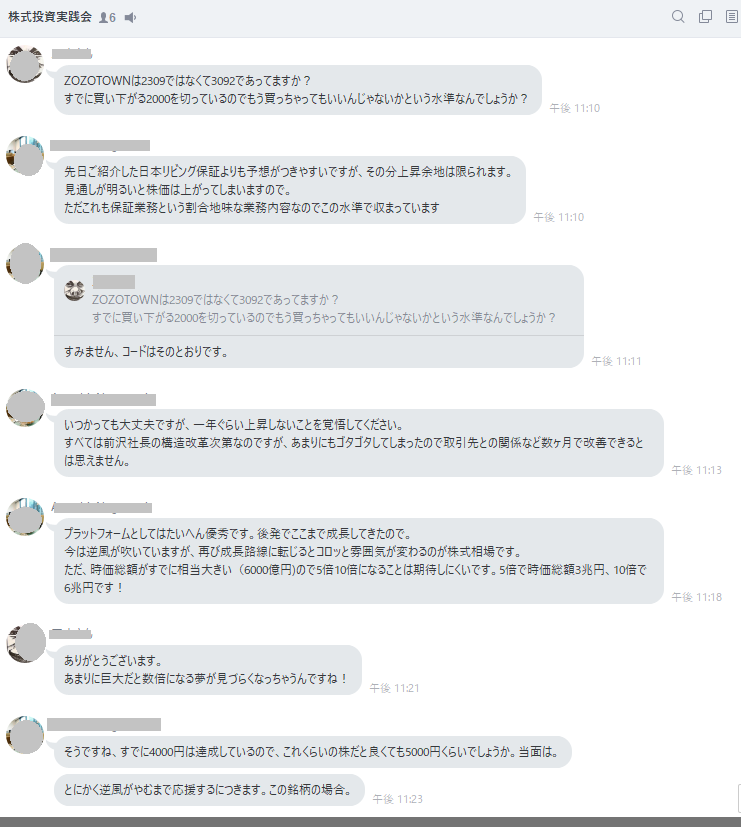 株式投資実践会 6
ZOZOTOWNは2309ではなくて3092であってますか？
すでに買い下がる2000を切っているのでもう買っちゃってもいいんじゃないかという水準なんでしょうか？
午後 11:10
先日ご紹介した日本リビング保証よりも予想がつきやすいですが、その分上昇余地は限られます。
見通しが明るいと株価は上がってしまいますので。
ただこれも保証業務という割合地味な業務内容なのでこの水準で収まっています
午後 11:10
ZOZOTOWNは2309ではなくて3092であってますか？
すでに買い下がる2000を切っているのでもう買っちゃってもいいんじゃないかという水準なんでしょうか？
すみません、コードはそのとおりです。
午後 11:11
いつかっても大丈夫ですが、一年ぐらい上昇しないことを覚悟してください。
すべては前沢社長の構造改革次第なのですが、あまりにもゴタゴタしてしまったので取引先との関係など数ヶ月で改善できると
は思えません。
午後 11:13
プラットフォームとしてはたいへん優秀です。後発でここまで成長してきたので。
今は逆風が吹いていますが、再び成長路線に転じるとコロッと雰囲気が変わるのが株式相場です。
ただ、時価総額がすでに相当大きい（6000億円)ので5倍10倍になることは期待しにくいです。5倍で時価総額3兆円、10倍で
6兆円です！
午後 11:18
ありがとうございます。
あまりに巨大だと数倍になる夢が見づらくなっちゃうんですね！
午後 11:21
そうですね、すでに4000円は達成しているので、これくらいの株だと良くても5000円くらいでしょうか。当面は。
とにかく逆風がやむまで応援するにつきます。この銘柄の場合。
午後 11:23